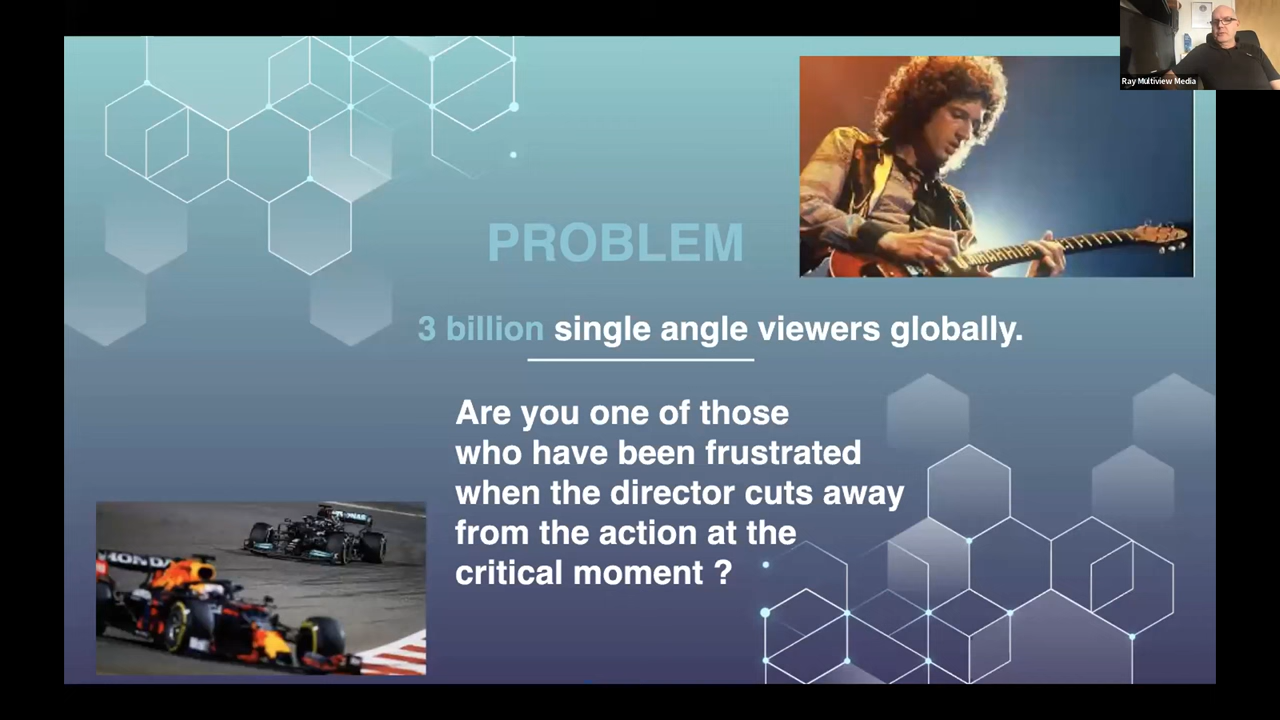 Ray Multiview Media
PROBLEM
3 billion single angle viewers globally.
Are you one of those
who have been frustrated
when the director cuts away
from the action at the
critical moment ?
HONDA